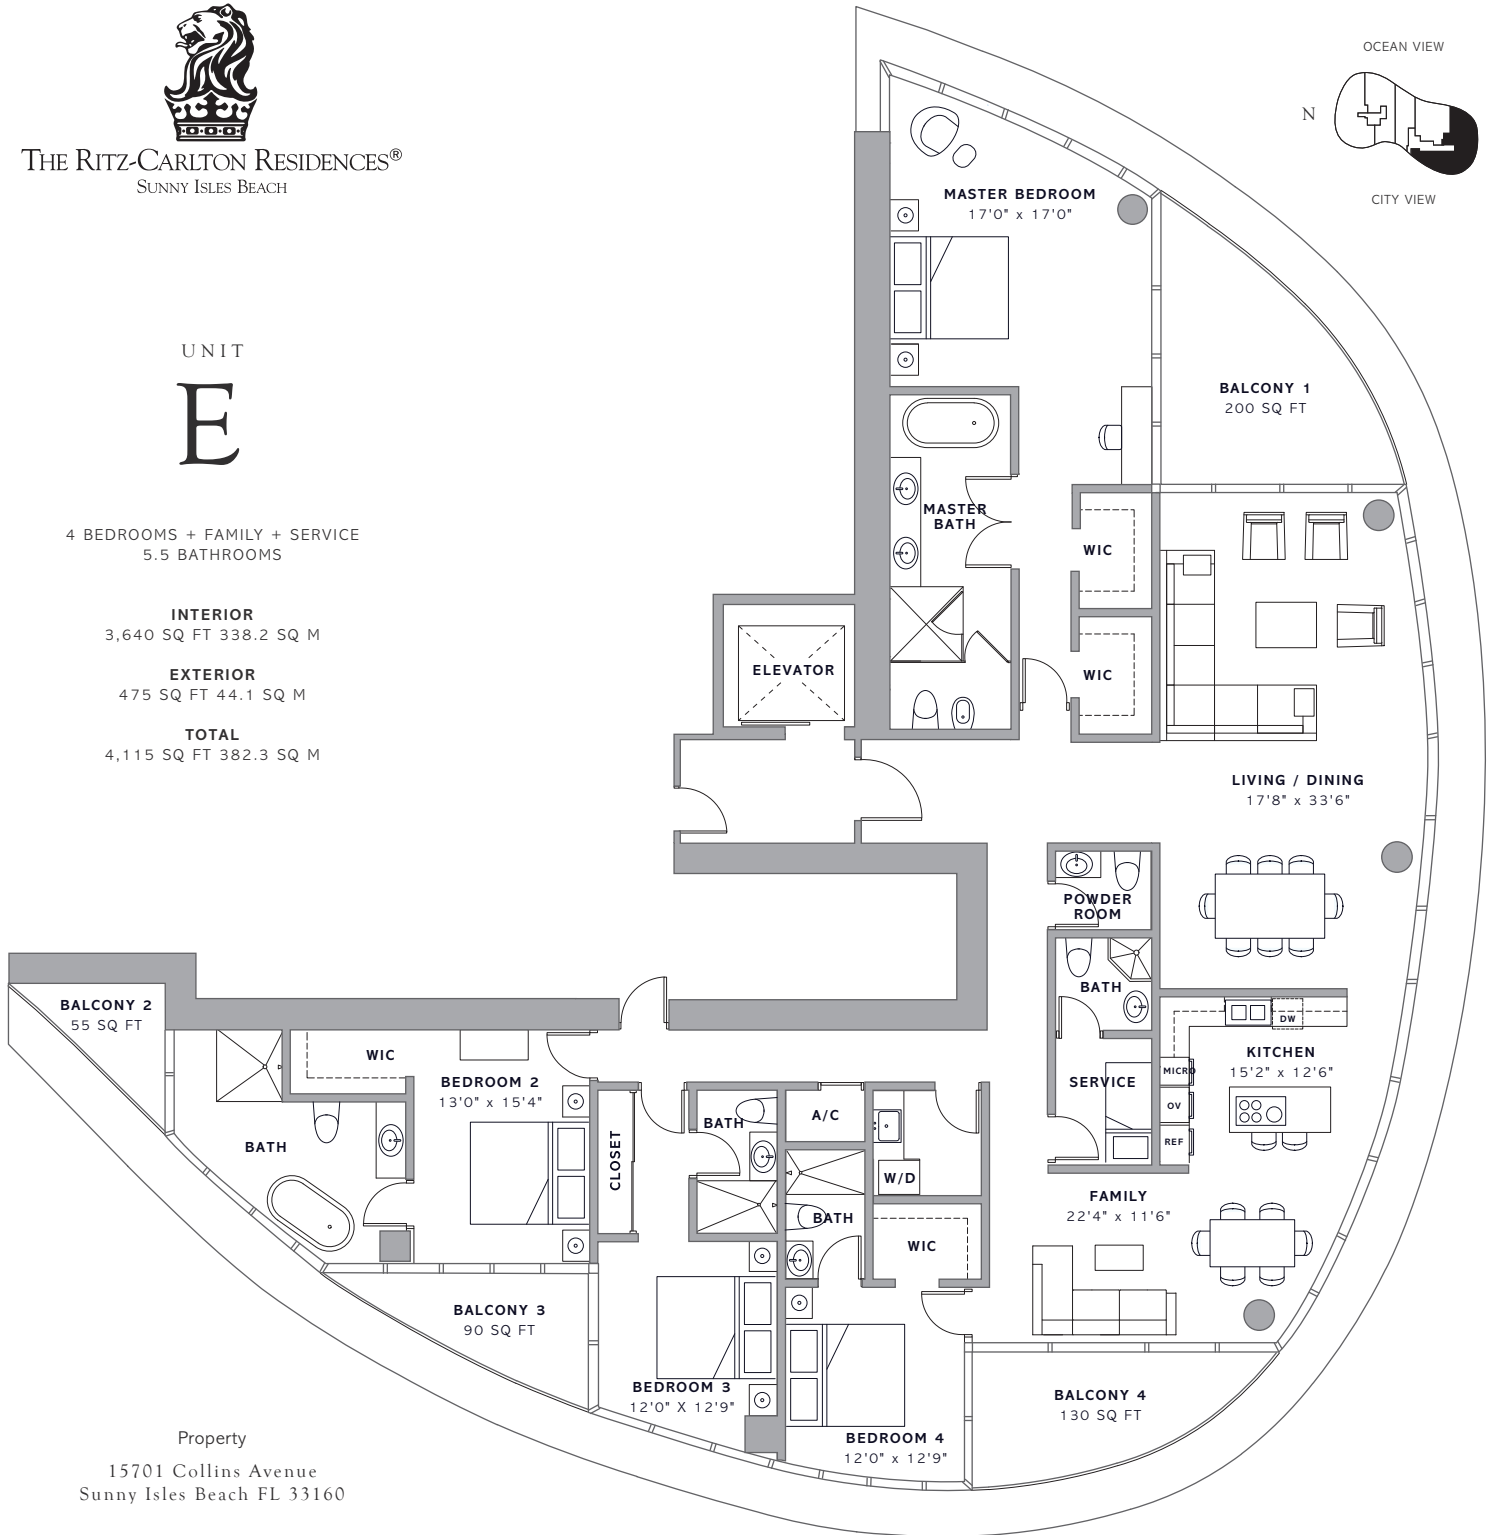 THE RITZ-CARLTON RESIDENCES®
SUNNY ISLES BEACH
UNIT
E
4 BEDROOMS + FAMILY + SERVICE
5.5 BATHROOMS
INTERIOR
3,640 SQ FT 338.2 SQ M
EXTERIOR
475 SQ FT 44.1 SQ M
TOTAL
4,115 SQ FT 382.3 SQ M
OCEAN VIEW
N
CITY VIEW
MASTER BEDROOM
17'0" x 17'0"
BALCONY 1
200 SQ FT
MASTER
BATH
WIC
WIC
ELEVATOR
LIVING / DINING
17'8" x 33'6"
POWDER
ROOM
BATH
DW
KITCHEN
15'2" x 12'6"
MICRO
OV
REF
SERVICE
FAMILY
22'4" x 11'6"
BALCONY 2
55 SQ FT
WIC
BEDROOM 2
13'0" x 15'4"
BATH
CLOSET
BATH
A/C
W/D
BATH
WIC
BALCONY 3
90 SQ FT
BEDROOM 3
12'0" X 12'9"
BEDROOM 4
12'0" x 12'9"
BALCONY 4
130 SQ FT
Property
15701 Collins Avenue
Sunny Isles Beach FL 33160